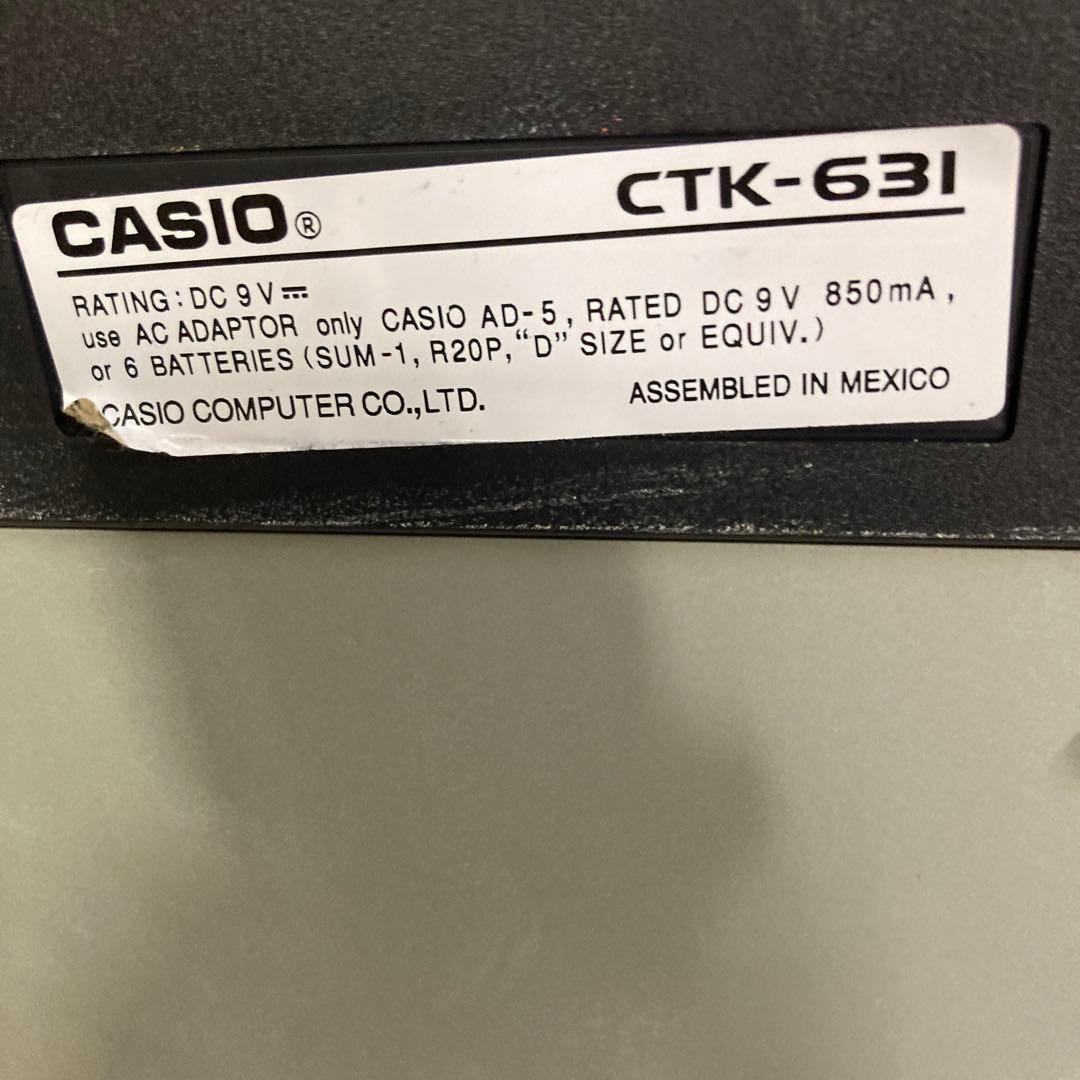 CASIO® CTK-631
RATING : DC 9 V ⎓
use AC ADAPTOR only CASIO AD-5, RATED DC 9 V 850mA,
or 6 BATTERIES (SUM-1, R20P, “D” SIZE or EQUIV.)
CASIO COMPUTER CO.,LTD. ASSEMBLED IN MEXICO